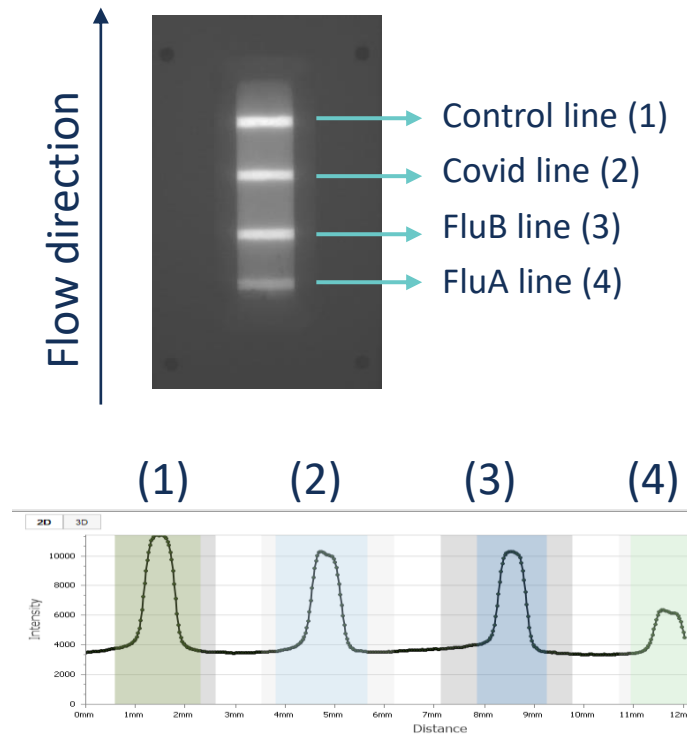 Flow direction
Control line (1)
Covid line (2)
FluB line (3)
FluA line (4)
(1) (2) (3) (4)
2D 3D
Intensity
10000
8000
6000
4000
2000
0
0mm 1mm 2mm 3mm 4mm 5mm 6mm 7mm 8mm 9mm 10mm 11mm 12m
Distance